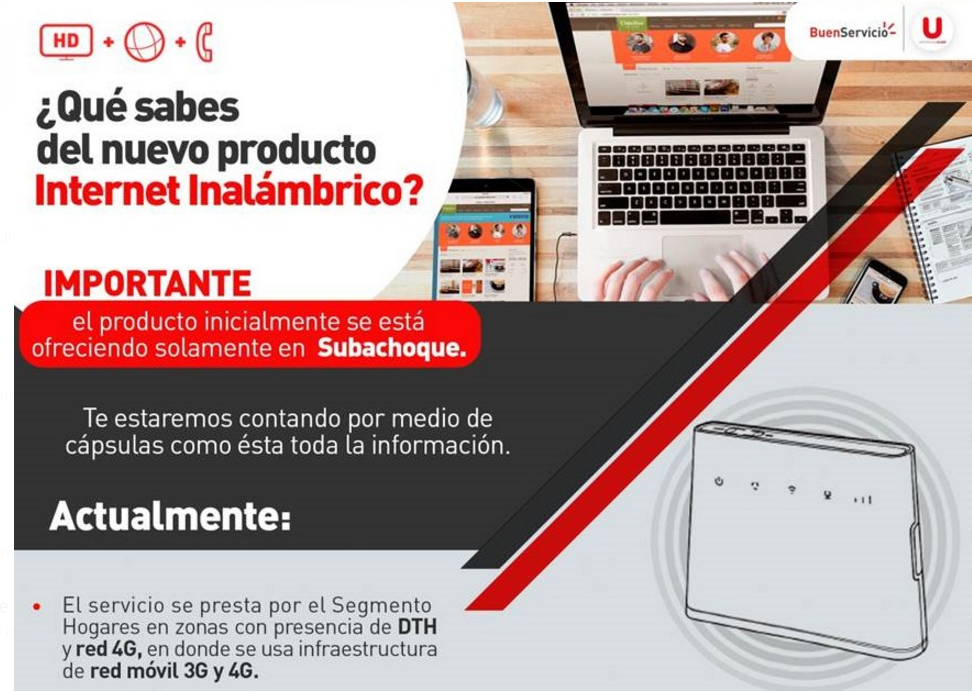 HD
BuenServicio
U
¿Qué sabes
del nuevo producto
Internet Inalámbrico?
IMPORTANTE
el producto inicialmente se está
ofreciendo solamente en Subachoque.
Te estaremos contando por medio de
cápsulas como ésta toda la información.
Actualmente:
• El servicio se presta por el Segmento
Hogares en zonas con presencia de DTH
y red 4G, en donde se usa infraestructura
de red móvil 3G y 4G.